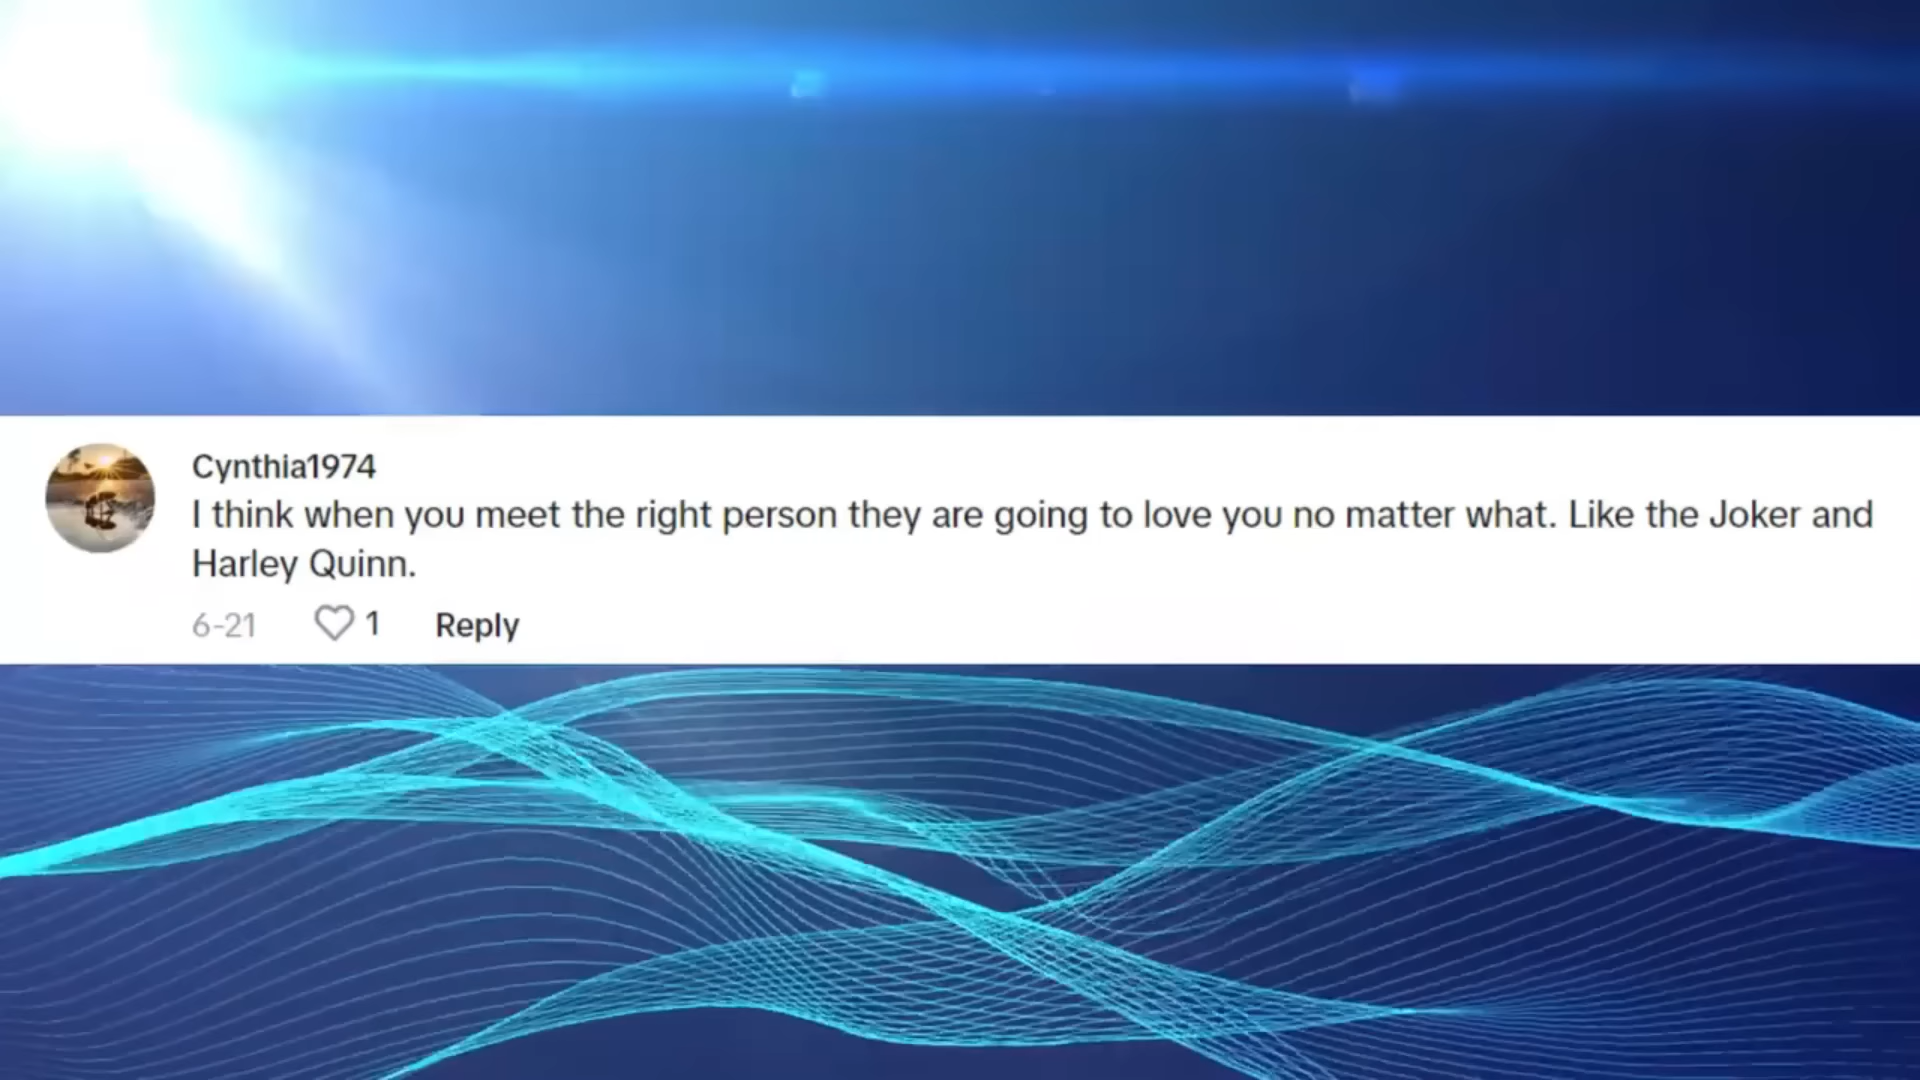 Cynthia1974
I think when you meet the right person they are going to love you no matter what. Like the Joker and
Harley Quinn.
6-21 1 Reply